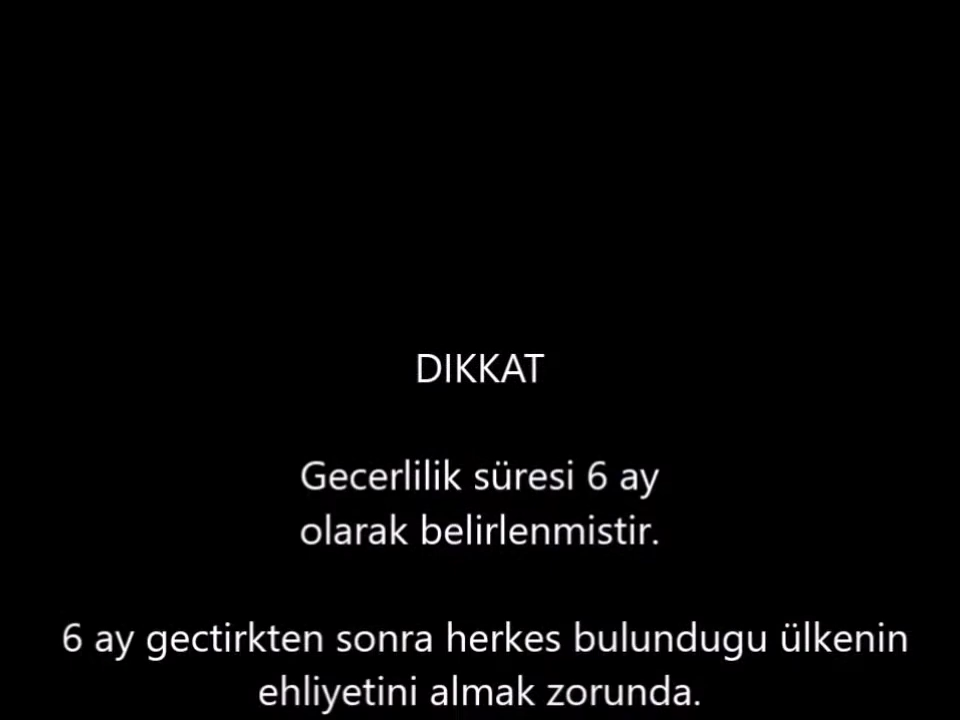 DIKKAT
Gecerlilik süresi 6 ay
olarak belirlenmistir.
6 ay gectirkten sonra herkes bulundugu ülkenin
ehliyetini almak zorunda.